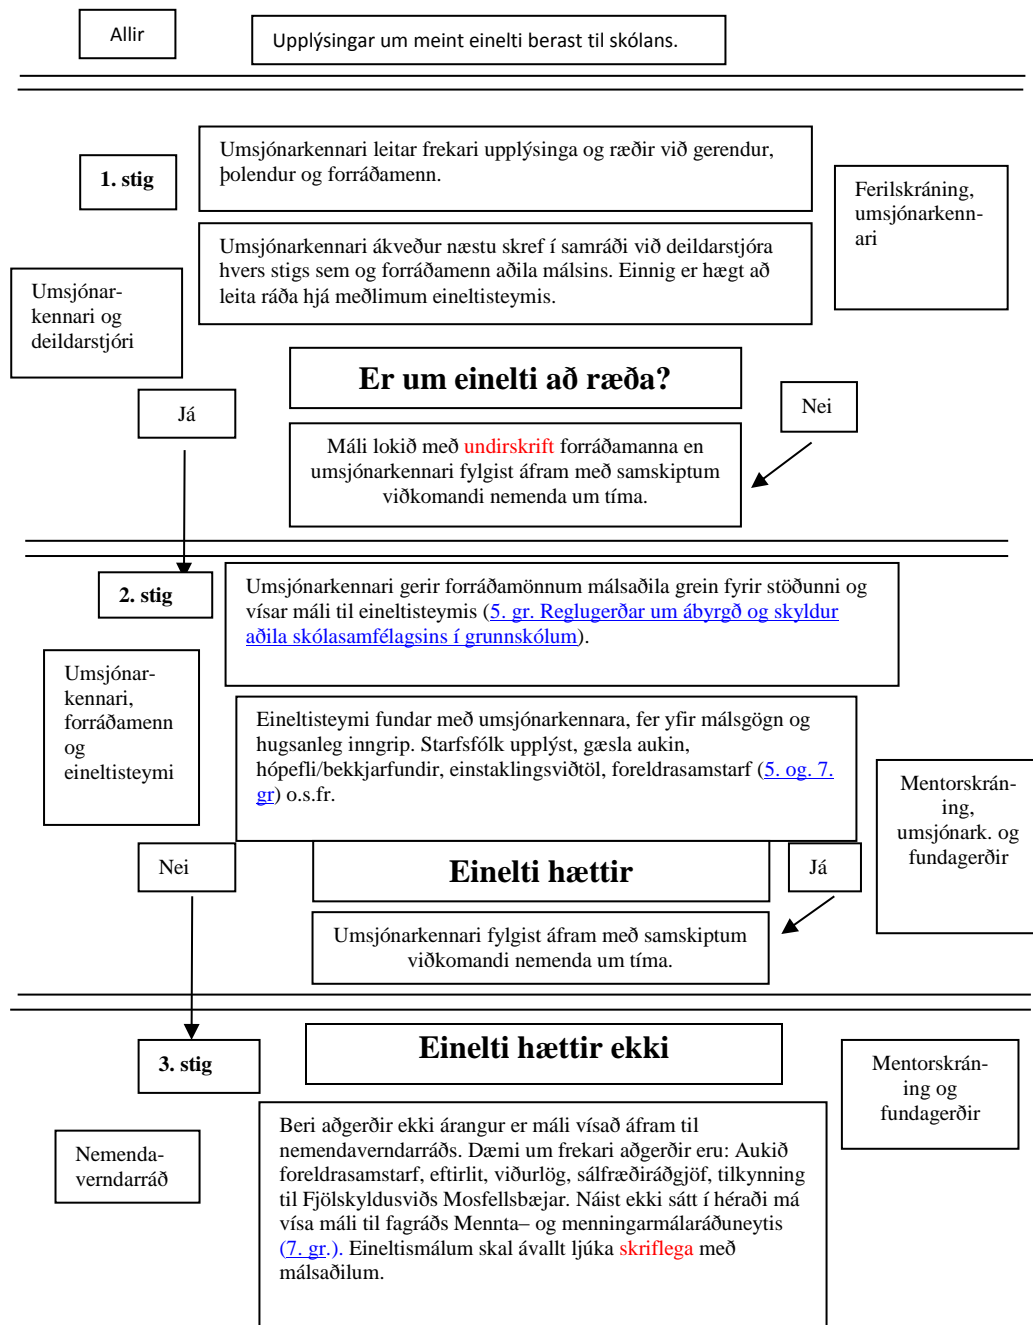 Allir
Upplýsingar um meint einelti berast til skólans.
1. stig
Umsjónarkennari leitar frekari upplýsinga og ræðir við gerendur,
þolendur og forráðamenn.
Ferilskráning,
umsjónarkenn-
ari
Umsjónarkennari ákveður næstu skref í samráði við deildarstjóra
hvers stigs sem og forráðamenn aðila málsins. Einnig er hægt að
leita ráða hjá meðlimum eineltisteymis.
Umsjónar-
kennari og
deildarstjóri
Er um einelti að ræða?
Já
Nei
Máli lokið með undirskrift forráðamanna en
umsjónarkennari fylgist áfram með samskiptum
viðkomandi nemenda um tíma.
2. stig
Umsjónarkennari gerir forráðamönnum málsaðila grein fyrir stöðunni og
vísar máli til eineltisteymis (5. gr. Reglugerðar um ábyrgð og skyldur
aðila skólasamfélagsins í grunnskólum).
Umsjónar-
kennari,
forráðamenn
og
eineltisteymi
Eineltisteymi fundar með umsjónarkennara, fer yfir málsgögn og
hugsanleg inngrip. Starfsfólk upplýst, gæsla aukin,
hópefli/bekkjarfundir, einstaklingsviðtöl, foreldrasamstarf (5. og. 7.
gr) o.s.fr.
Mentorskrán-
ing,
umsjónark. og
fundagerðir
Nei
Einelti hættir
Já
Umsjónarkennari fylgist áfram með samskiptum
viðkomandi nemenda um tíma.
3. stig
Einelti hættir ekki
Mentorskrán-
ing og
fundagerðir
Nemenda-
verndarráð
Beri aðgerðir ekki árangur er máli vísað áfram til
nemendaverndarráðs. Dæmi um frekari aðgerðir eru: Aukið
foreldrasamstarf, eftirlit, viðurlög, sálfræðiráðgjöf, tilkynning
til Fjölskyldusviðs Mosfellsbæjar. Náist ekki sátt í héraði má
vísa máli til fagráðs Mennta– og menningarmálaráðuneytis
(7. gr.). Eineltismálum skal ávallt ljúka skriflega með
málsaðilum.